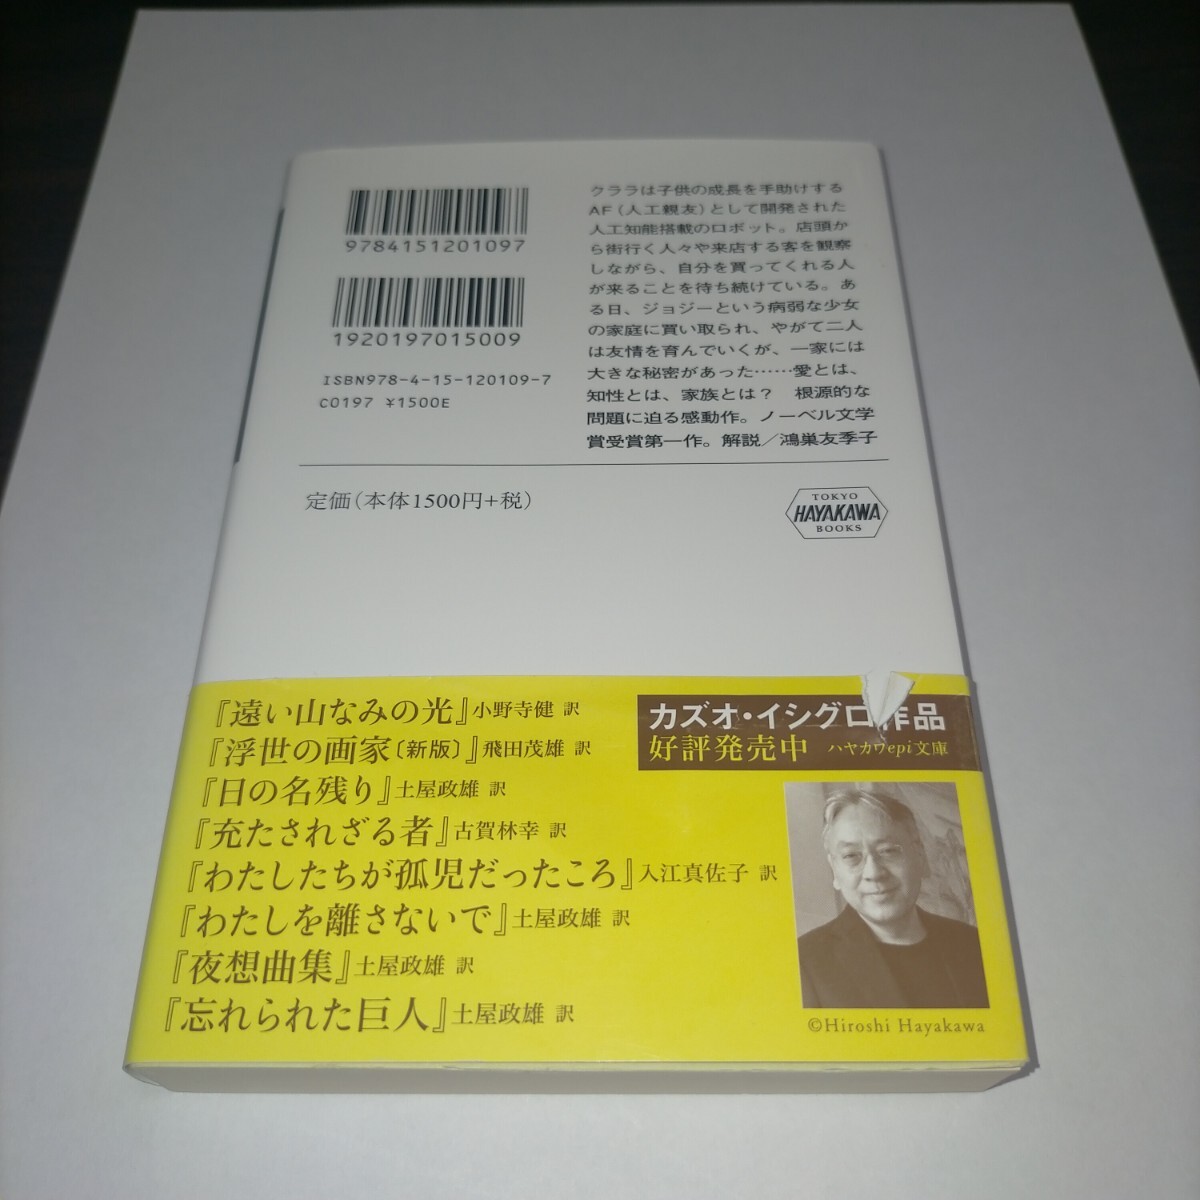 9784151201097
1920197015009
ISBN978-4-15-120109-7
C0197 ¥1500E
クララは子供の成長を手助けする
AF（人工親友）として開発された
人工知能搭載のロボット。店頭か
ら街行く人々や来店する客を観察
しながら、自分を買ってくれる人
が来ることを待ち続けている。あ
る日、ジョジーという病弱な少女
の家庭に買い取られ、やがて二人
は友情を育んでいくが、一家には
大きな秘密があった……愛とは、
知性とは、家族とは？　根源的な
問題に迫る感動作。ノーベル文学
賞受賞第一作。解説／鴻巣友季子
定価（本体1500円+税）
TOKYO
HAYAKAWA
BOOKS
『遠い山なみの光』小野寺健 訳
『浮世の画家〔新版〕』飛田茂雄 訳
『日の名残り』土屋政雄 訳
『充たされざる者』古賀林幸 訳
『わたしたちが孤児だったころ』入江真佐子 訳
『わたしを離さないで』土屋政雄 訳
『夜想曲集』土屋政雄 訳
『忘れられた巨人』土屋政雄 訳
カズオ・イシグロ作品
好評発売中 ハヤカワepi文庫
©Hiroshi Hayakawa